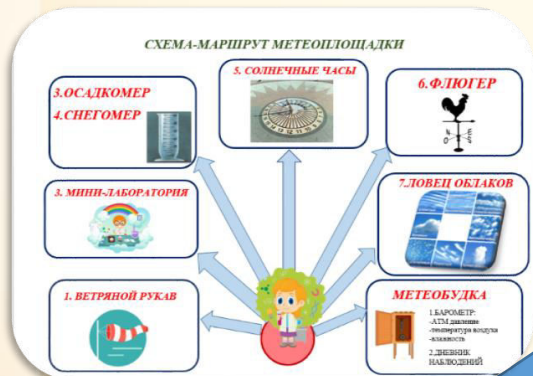 СХЕМА-МАРШРУТ МЕТЕОПЛОЩАДКИ
3.ОСАДКОМЕР
4.СНЕГОМЕР
5. СОЛНЕЧНЫЕ ЧАСЫ
6.ФЛЮГЕР
3. МИНИ-ЛАБОРАТОРИЯ
7.ЛОВЕЦ ОБЛАКОВ
1. ВЕТРЯНОЙ РУКАВ
МЕТЕОБУДКА
1.БАРОМЕТР:
-АТМ.давление
-температура воздуха
-влажность
2.ДНЕВНИК
НАБЛЮДЕНИЙ